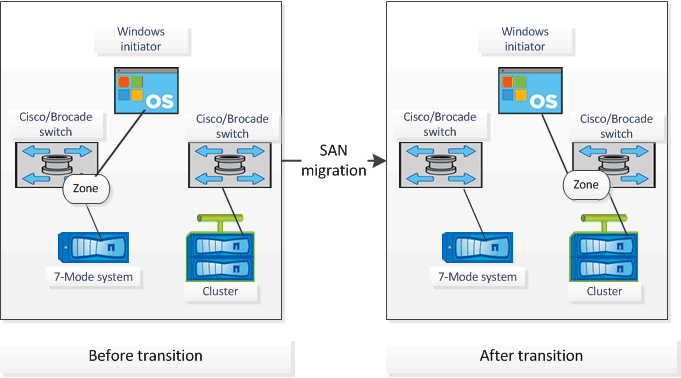 Windows
initiator
OS
Cisco/Brocade
switch
Cisco/Brocade
switch
Zone
7-Mode system
Cluster
Before transition
SAN
migration
Windows
initiator
OS
Cisco/Brocade
switch
Cisco/Brocade
switch
Zone
7-Mode system
Cluster
After transition